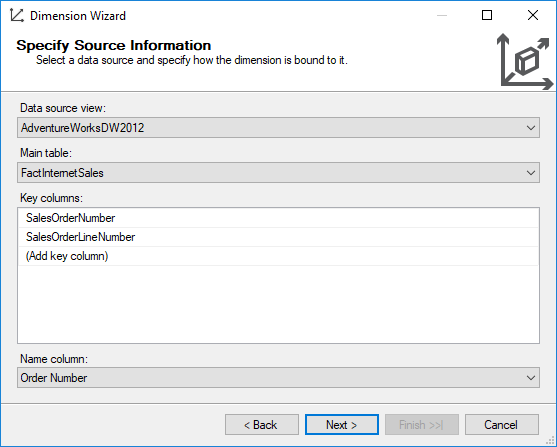 Dimension Wizard
Specify Source Information
Select a data source and specify how the dimension is bound to it.
Data source view:
AdventureWorksDW2012
Main table:
FactInternetSales
Key columns:
SalesOrderNumber
SalesOrderLineNumber
(Add key column)
Name column:
Order Number
< Back Next > Finish >>| Cancel